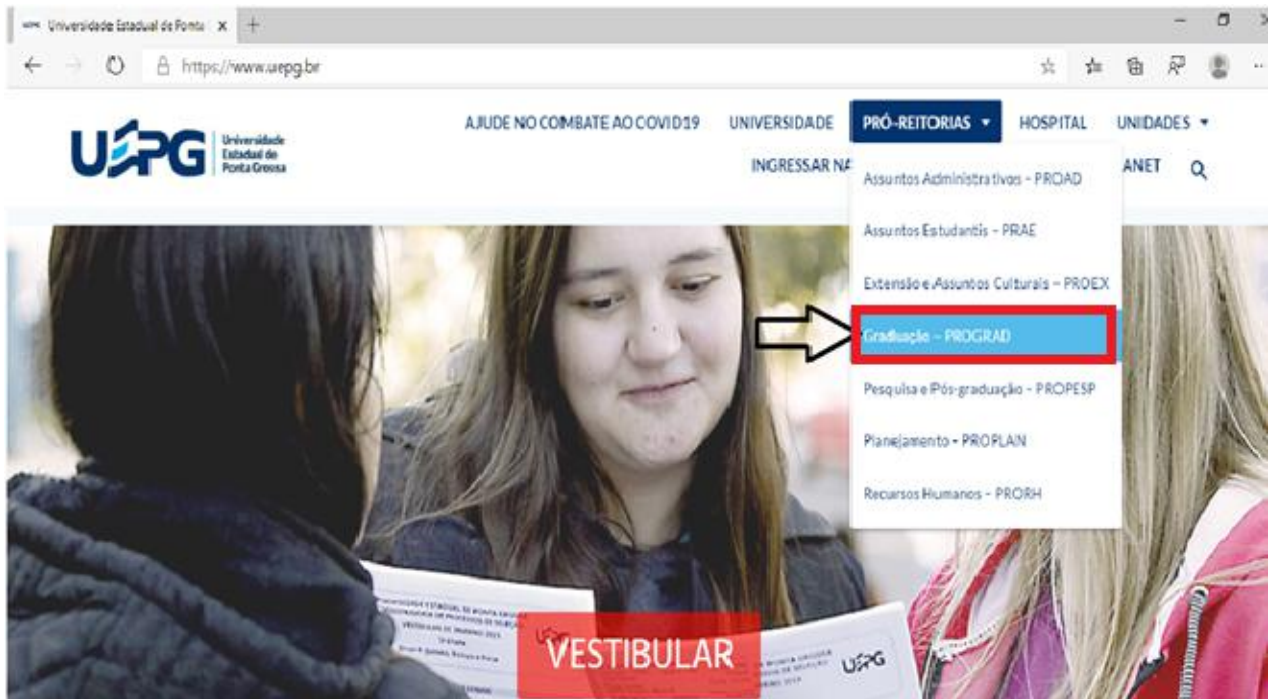 Universidade Estadual de Ponta
https://www.uepg.br
UEPG
Universidade
Estadual de
Ponta Grossa
AJUDE NO COMBATE AO COVID19
UNIVERSIDADE
PRÓ-REITORIAS
HOSPITAL
UNIDADES
INGRESSAR NA
ANET
Assuntos Administrativos – PROAD
Assuntos Estudantis – PRAE
Extensão e Assuntos Culturais – PROEX
Graduação – PROGRAD
Pesquisa e Pós-graduação – PROPESP
Planejamento – PROPLAN
Recursos Humanos – PRORH
VESTIBULAR
UEPG